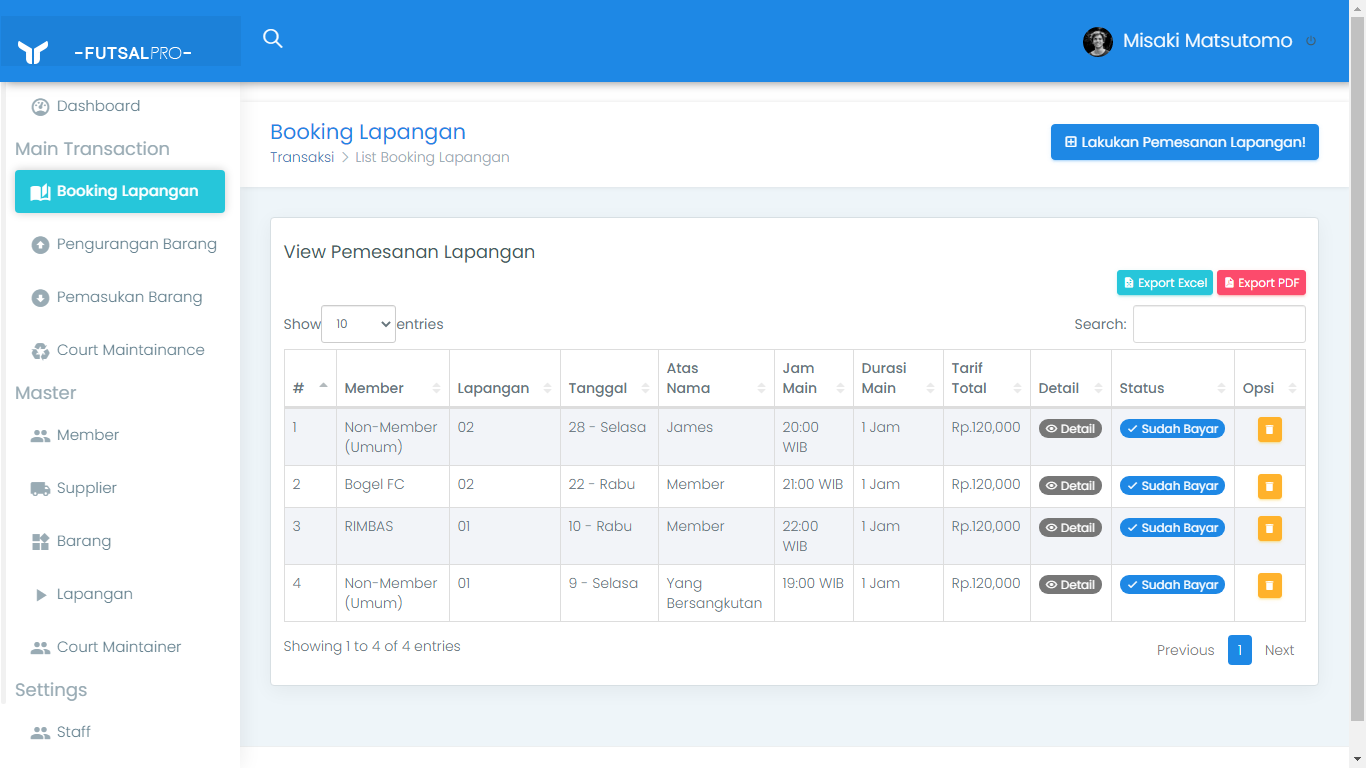 -FUTSALPRO-
Misaki Matsutomo
Dashboard
Main Transaction
Booking Lapangan
Pengurangan Barang
Pemasukan Barang
Court Maintainance
Master
Member
Supplier
Barang
Lapangan
Court Maintainer
Settings
Staff
Booking Lapangan
Transaksi > List Booking Lapangan
Lakukan Pemesanan Lapangan!
View Pemesanan Lapangan
Export Excel Export PDF
Show 10 entries Search:
# Member Lapangan Tanggal Atas Nama Jam Main Durasi Main Tarif Total Detail Status Opsi
1 Non-Member (Umum) 02 28 - Selasa James 20:00 WIB 1 Jam Rp.120,000 Detail Sudah Bayar
2 Bogel FC 02 22 - Rabu Member 21:00 WIB 1 Jam Rp.120,000 Detail Sudah Bayar
3 RIMBAS 01 10 - Rabu Member 22:00 WIB 1 Jam Rp.120,000 Detail Sudah Bayar
4 Non-Member (Umum) 01 9 - Selasa Yang Bersangkutan 19:00 WIB 1 Jam Rp.120,000 Detail Sudah Bayar
Showing 1 to 4 of 4 entries
Previous 1 Next